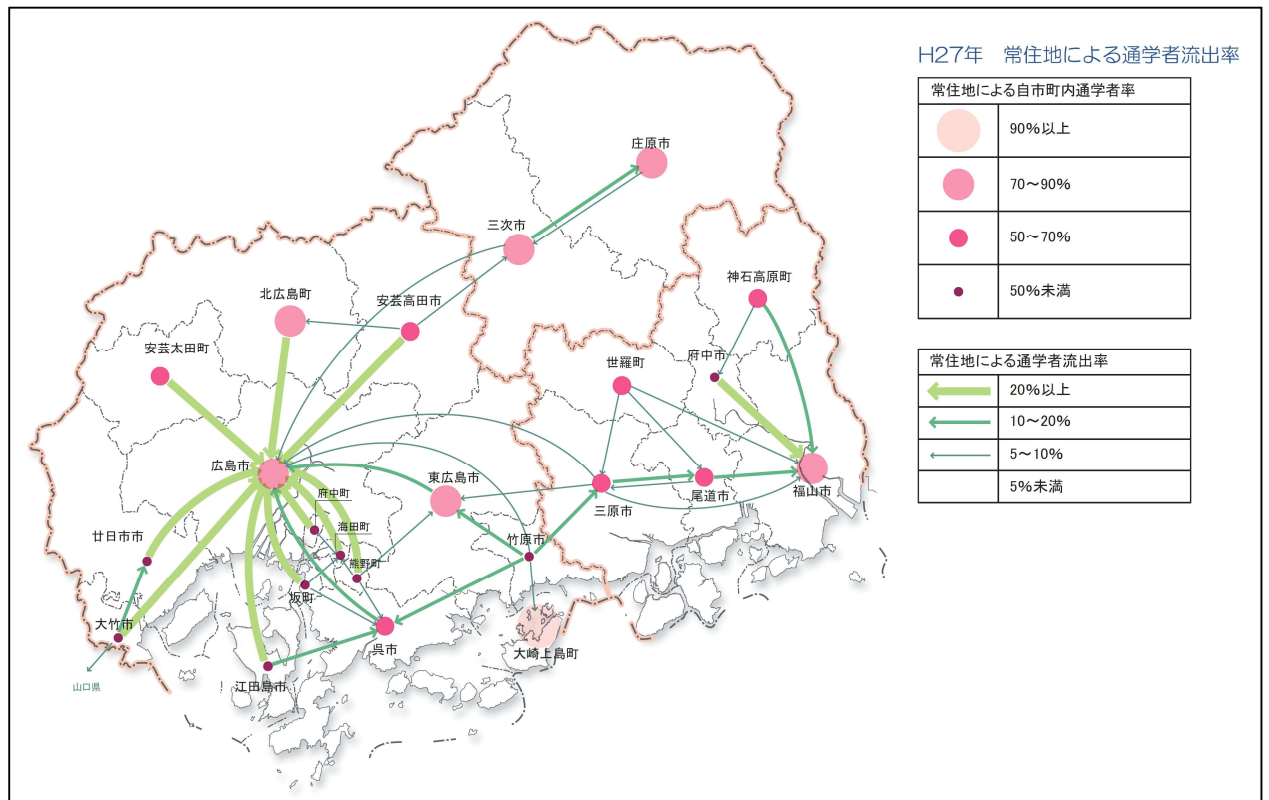 H27年 常住地による通学者流出率
常住地による自市町内通学者率
90%以上
70～90%
50～70%
50%未満
常住地による通学者流出率
20%以上
10～20%
5～10%
5%未満
庄原市
三次市
神石高原町
北広島町
安芸高田市
安芸太田町
世羅町
府中市
広島市
東広島市
福山市
尾道市
府中町
三原市
海田町
廿日市市
竹原市
熊野町
坂町
大竹市
呉市
大崎上島町
山口県
江田島市